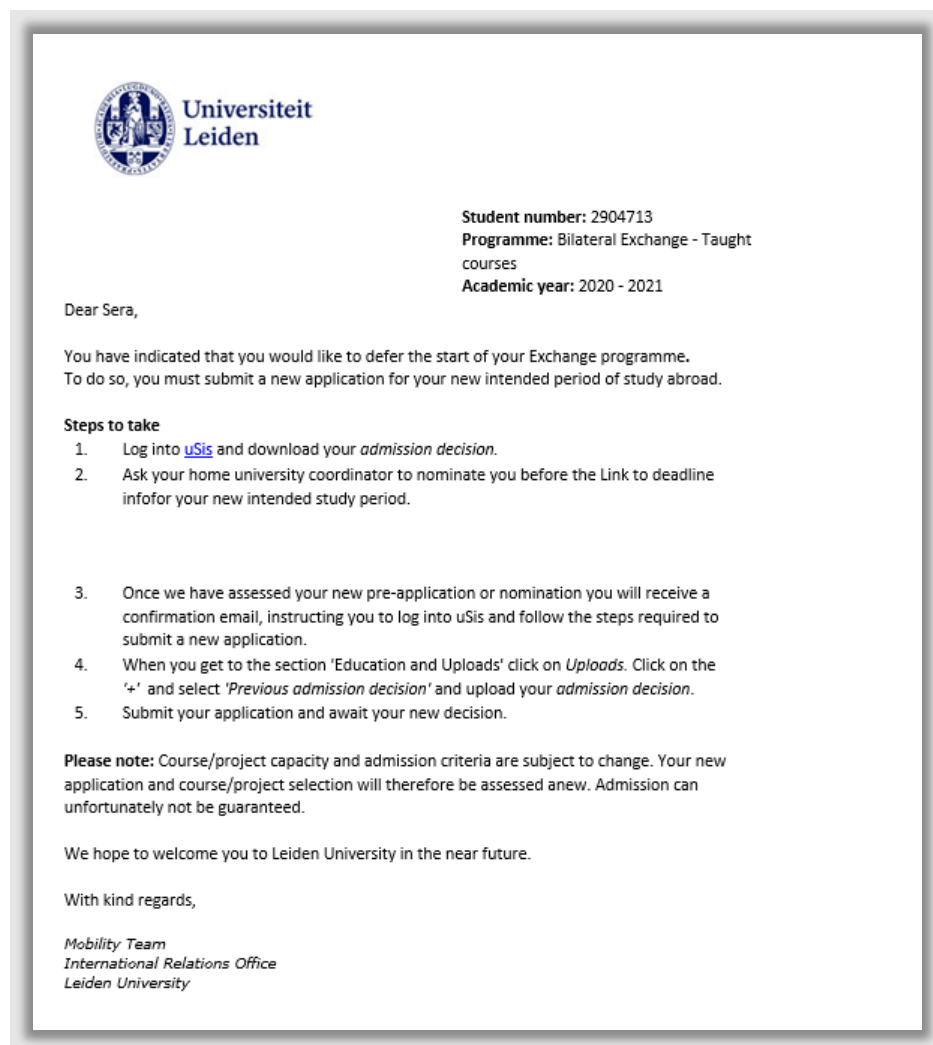 Universiteit
Leiden
Student number: 2904713
Programme: Bilateral Exchange - Taught
courses
Academic year: 2020 - 2021
Dear Sera,
You have indicated that you would like to defer the start of your Exchange programme.
To do so, you must submit a new application for your new intended period of study abroad.
Steps to take
1. Log into uSis and download your admission decision.
2. Ask your home university coordinator to nominate you before the Link to deadline
infofor your new intended study period.
3. Once we have assessed your new pre-application or nomination you will receive a
confirmation email, instructing you to log into uSis and follow the steps required to
submit a new application.
4. When you get to the section 'Education and Uploads' click on Uploads. Click on the
'+' and select 'Previous admission decision' and upload your admission decision.
5. Submit your application and await your new decision.
Please note: Course/project capacity and admission criteria are subject to change. Your new
application and course/project selection will therefore be assessed anew. Admission can
unfortunately not be guaranteed.
We hope to welcome you to Leiden University in the near future.
With kind regards,
Mobility Team
International Relations Office
Leiden University